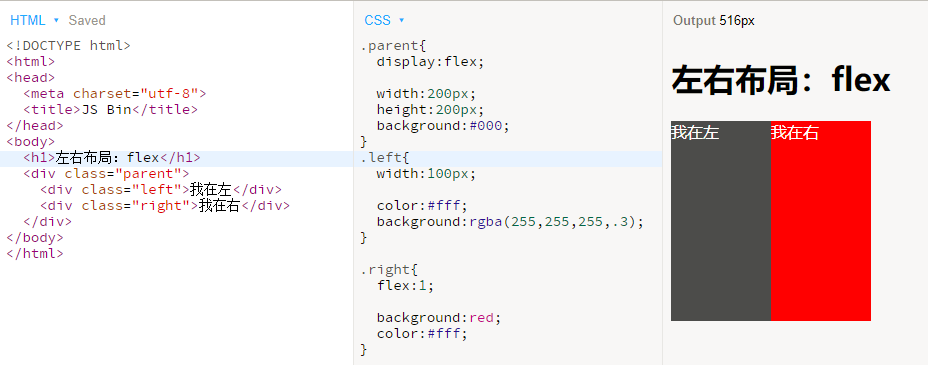 HTML ▾ Saved
<!DOCTYPE html>
<html>
<head>
<meta charset="utf-8">
<title>JS Bin</title>
</head>
<body>
<h1>左右布局：flex</h1>
<div class="parent">
<div class="left">我在左</div>
<div class="right">我在右</div>
</div>
</body>
</html>
CSS ▾
.parent{
display:flex;
width:200px;
height:200px;
background:#000;
}
.left{
width:100px;
color:#fff;
background:rgba(255,255,255,.3);
}
.right{
flex:1;
background:red;
color:#fff;
}
Output 516px
左右布局：flex
我在左 我在右